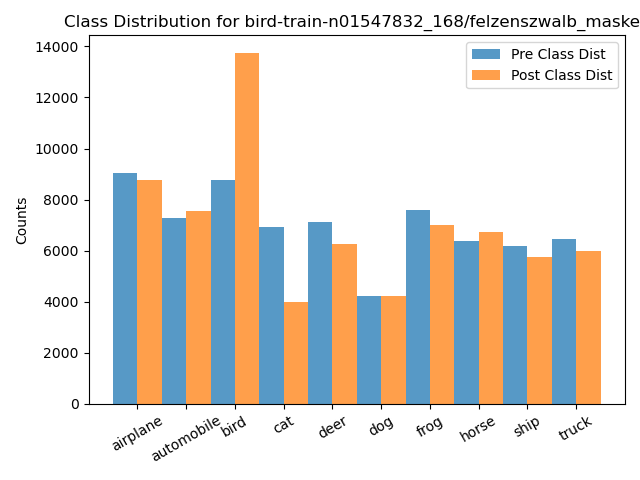 Class Distribution for bird-train-n01547832_168/felzenszwalb_maske
Pre Class Dist
Post Class Dist
Counts
14000
12000
10000
8000
6000
4000
2000
0
airplane
automobile
bird
cat
deer
dog
frog
horse
ship
truck